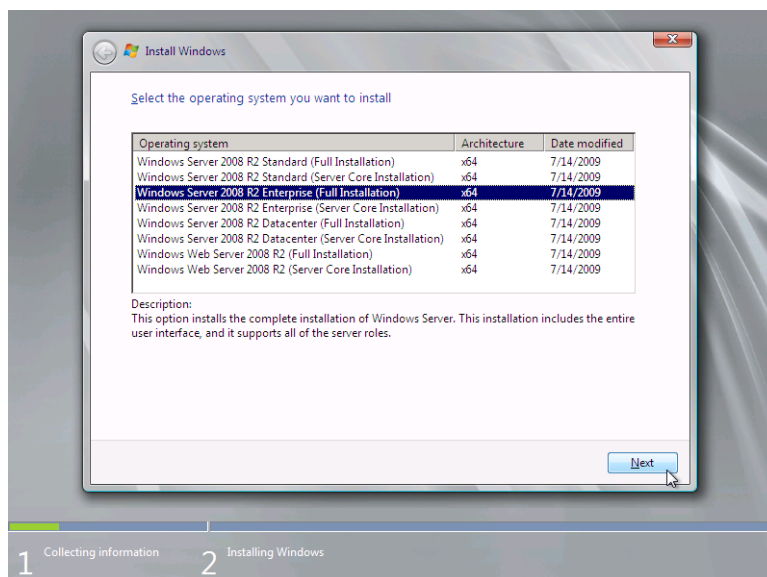 Install Windows
Select the operating system you want to install
Operating system Architecture Date modified
Windows Server 2008 R2 Standard (Full Installation) x64 7/14/2009
Windows Server 2008 R2 Standard (Server Core Installation) x64 7/14/2009
Windows Server 2008 R2 Enterprise (Full Installation) x64 7/14/2009
Windows Server 2008 R2 Enterprise (Server Core Installation) x64 7/14/2009
Windows Server 2008 R2 Datacenter (Full Installation) x64 7/14/2009
Windows Server 2008 R2 Datacenter (Server Core Installation) x64 7/14/2009
Windows Web Server 2008 R2 (Full Installation) x64 7/14/2009
Windows Web Server 2008 R2 (Server Core Installation) x64 7/14/2009
Description:
This option installs the complete installation of Windows Server. This installation includes the entire
user interface, and it supports all of the server roles.
Next
1 Collecting information 2 Installing Windows